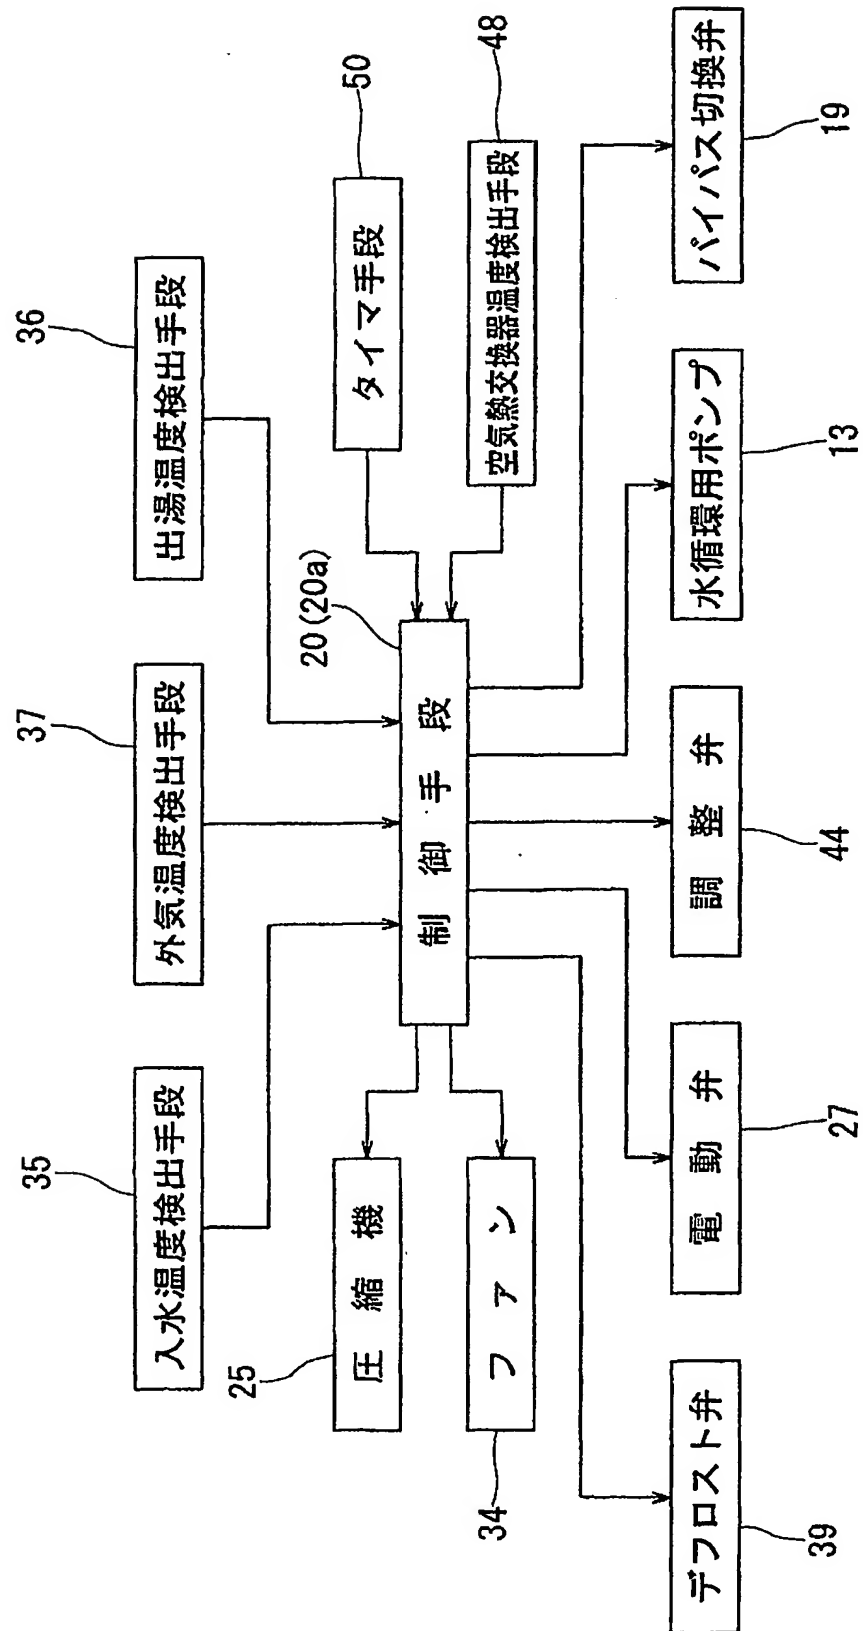 35
入水温度検出手段
37
外気温度検出手段
36
出湯温度検出手段
25
圧縮機
34
ファン
20(20a)
制御手段
50
タイマ手段
48
空気熱交換器温度検出手段
デフロスト弁
39
電動弁
27
調整弁
44
水循環用ポンプ
13
バイパス切換弁
19